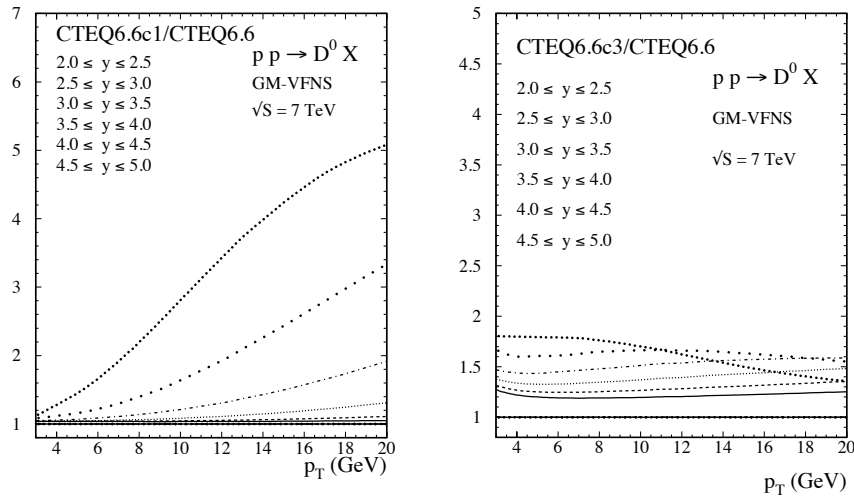 CTEQ6.6c1/CTEQ6.6
p p → D⁰ X
2.0 ≤ y ≤ 2.5
2.5 ≤ y ≤ 3.0
3.0 ≤ y ≤ 3.5
3.5 ≤ y ≤ 4.0
4.0 ≤ y ≤ 4.5
4.5 ≤ y ≤ 5.0
GM-VFNS
√S = 7 TeV
7
6
5
4
3
2
1
4 6 8 10 12 14 16 18 20
p_T (GeV)
CTEQ6.6c3/CTEQ6.6
p p → D⁰ X
2.0 ≤ y ≤ 2.5
2.5 ≤ y ≤ 3.0
3.0 ≤ y ≤ 3.5
3.5 ≤ y ≤ 4.0
4.0 ≤ y ≤ 4.5
4.5 ≤ y ≤ 5.0
GM-VFNS
√S = 7 TeV
5
4.5
4
3.5
3
2.5
2
1.5
1
4 6 8 10 12 14 16 18 20
p_T (GeV)